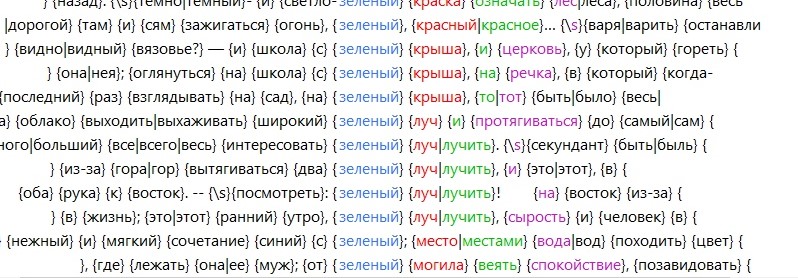 } {назад}. {\s}{темно|темный}- {и} {светло-зеленый} {краска} {означать} {лес|леса}, {половина} {весь
|дорогой} {там} {и} {сям} {зажигаться} {огонь}, {зеленый}, {красный|красное}... {\s}{варя|варить} {останавли
} {видно|видный} {вязовье?} — {и} {школа} {с} {зеленый} {крыша}, {и} {церковь}, {у} {который} {гореть} {
} {она|нея}; {оглянуться} {на} {школа} {с} {зеленый} {крыша}, {на} {речка}, {в} {который} {когда-
{последний} {раз} {взглядывать} {на} {сад}, {на} {зеленый} {крыша}, {то|тот} {быть|было} {весь|
а} {облако} {выходить|выхаживать} {широкий} {зеленый} {луч} {и} {протягиваться} {до} {самый|сам} {
ного|больший} {все|всего|весь} {интересовать} {зеленый} {луч|лучить}. {\s}{секундант} {быть|быль} {
} {из-за} {гора|гор} {вытягиваться} {два} {зеленый} {луч|лучить}, {и} {это|этот}, {в} {
{оба} {рука} {к} {восток}. -- {\s}{посмотреть}: {зеленый} {луч|лучить}! {на} {восток} {из-за} {
} {в} {жизнь}; {это|этот} {ранний} {утро}, {зеленый} {луч|лучить}, {сырость} {и} {человек} {в} {
{нежный} {и} {мягкий} {сочетание} {синий} {с} {зеленый}; {место|местами} {вода|вод} {походить} {цвет} {
}, {где} {лежать} {она|ее} {муж}; {от} {зеленый} {могила} {веять} {спокойствие}, {позавидовать} {